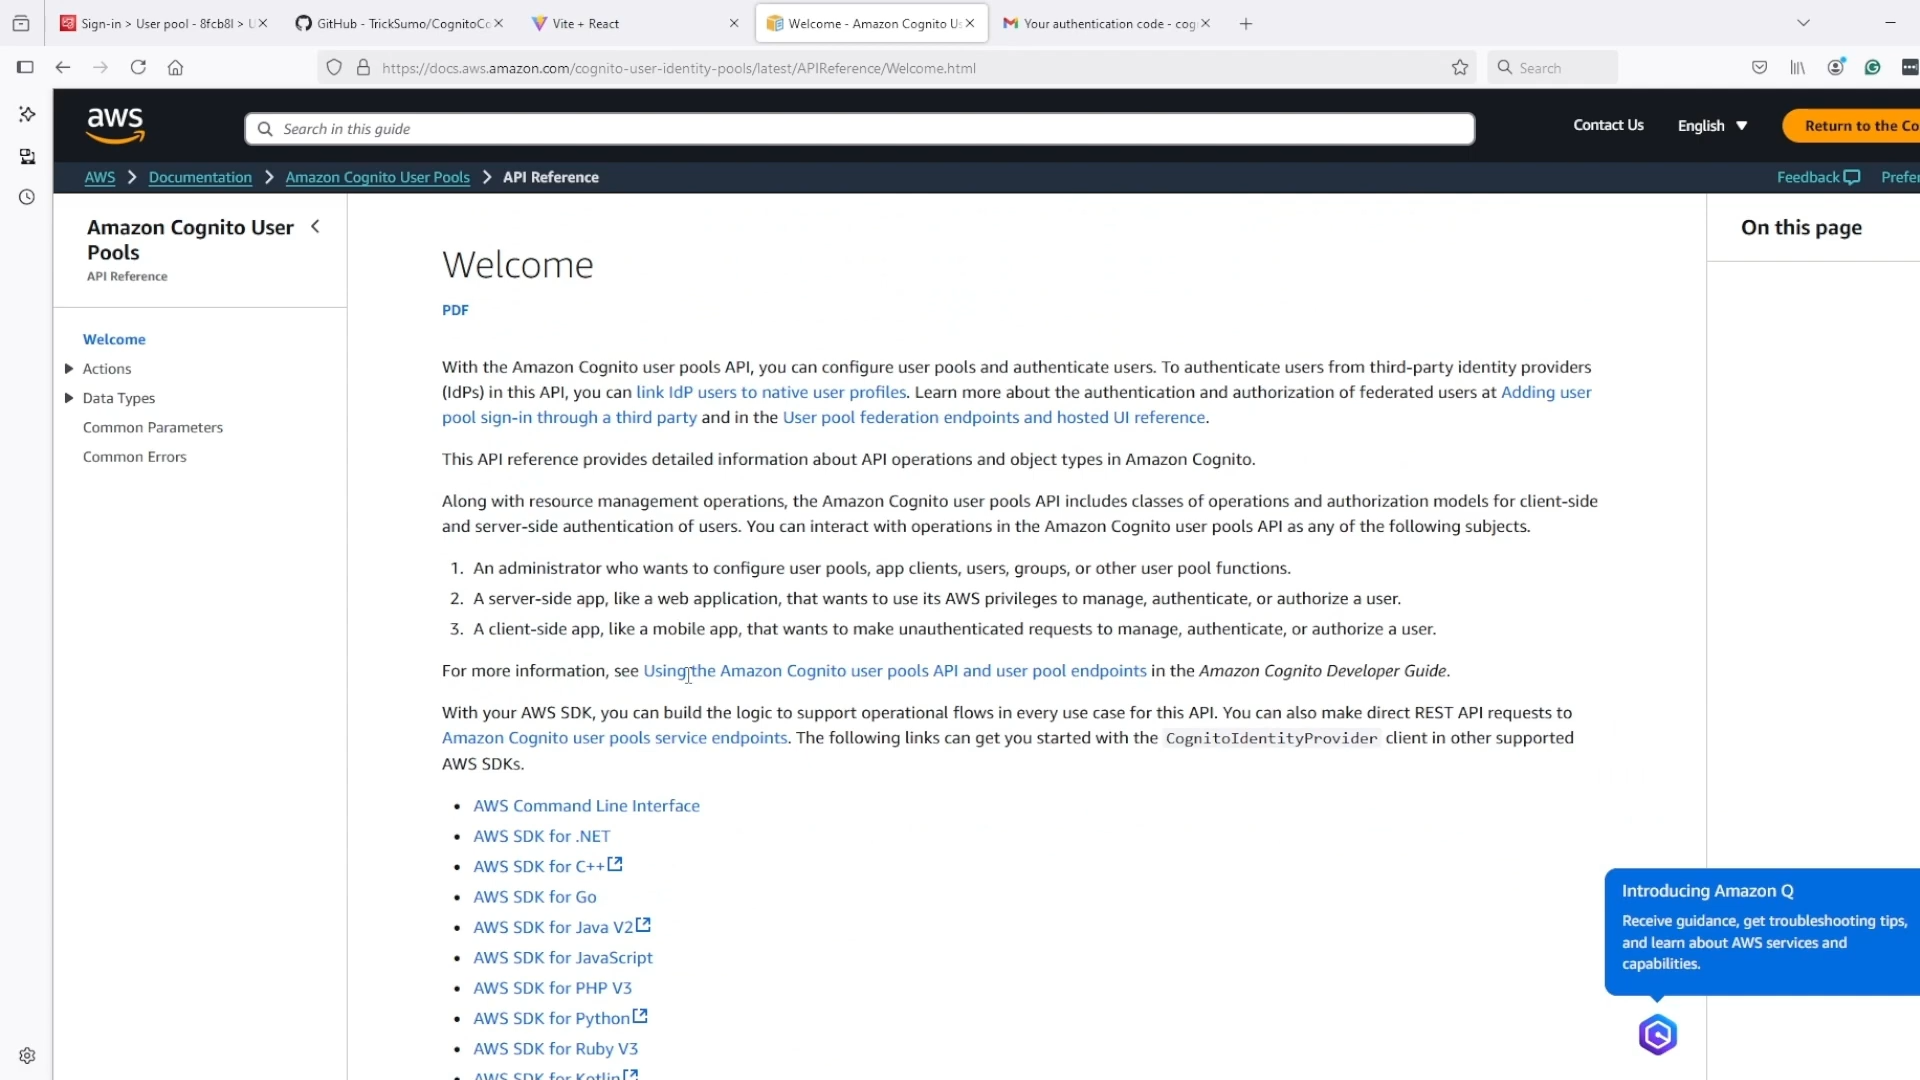 Sign-in > User pool - 8fcb8l > U
GitHub - TrickSumo/CognitoCo
Vite + React
Welcome - Amazon Cognito Us
Your authentication code - cog
https://docs.aws.amazon.com/cognito-user-identity-pools/latest/APIReference/Welcome.html
Search
aws
Search in this guide
Contact Us
English
Return to the Co
AWS
Documentation
Amazon Cognito User Pools
API Reference
Feedback
Prefer
Amazon Cognito User
Pools
API Reference
Welcome
Actions
Data Types
Common Parameters
Common Errors
Welcome
PDF
With the Amazon Cognito user pools API, you can configure user pools and authenticate users. To authenticate users from third-party identity providers
(IdPs) in this API, you can link IdP users to native user profiles. Learn more about the authentication and authorization of federated users at Adding user
pool sign-in through a third party and in the User pool federation endpoints and hosted UI reference.
This API reference provides detailed information about API operations and object types in Amazon Cognito.
Along with resource management operations, the Amazon Cognito user pools API includes classes of operations and authorization models for client-side
and server-side authentication of users. You can interact with operations in the Amazon Cognito user pools API as any of the following subjects.
1. An administrator who wants to configure user pools, app clients, users, groups, or other user pool functions.
2. A server-side app, like a web application, that wants to use its AWS privileges to manage, authenticate, or authorize a user.
3. A client-side app, like a mobile app, that wants to make unauthenticated requests to manage, authenticate, or authorize a user.
For more information, see Using the Amazon Cognito user pools API and user pool endpoints in the Amazon Cognito Developer Guide.
With your AWS SDK, you can build the logic to support operational flows in every use case for this API. You can also make direct REST API requests to
Amazon Cognito user pools service endpoints. The following links can get you started with the CognitoIdentityProvider client in other supported
AWS SDKs.
• AWS Command Line Interface
• AWS SDK for .NET
• AWS SDK for C++
• AWS SDK for Go
• AWS SDK for Java V2
• AWS SDK for JavaScript
• AWS SDK for PHP V3
• AWS SDK for Python
• AWS SDK for Ruby V3
• AWS SDK for Kotlin
On this page
Introducing Amazon Q
Receive guidance, get troubleshooting tips,
and learn about AWS services and
capabilities.